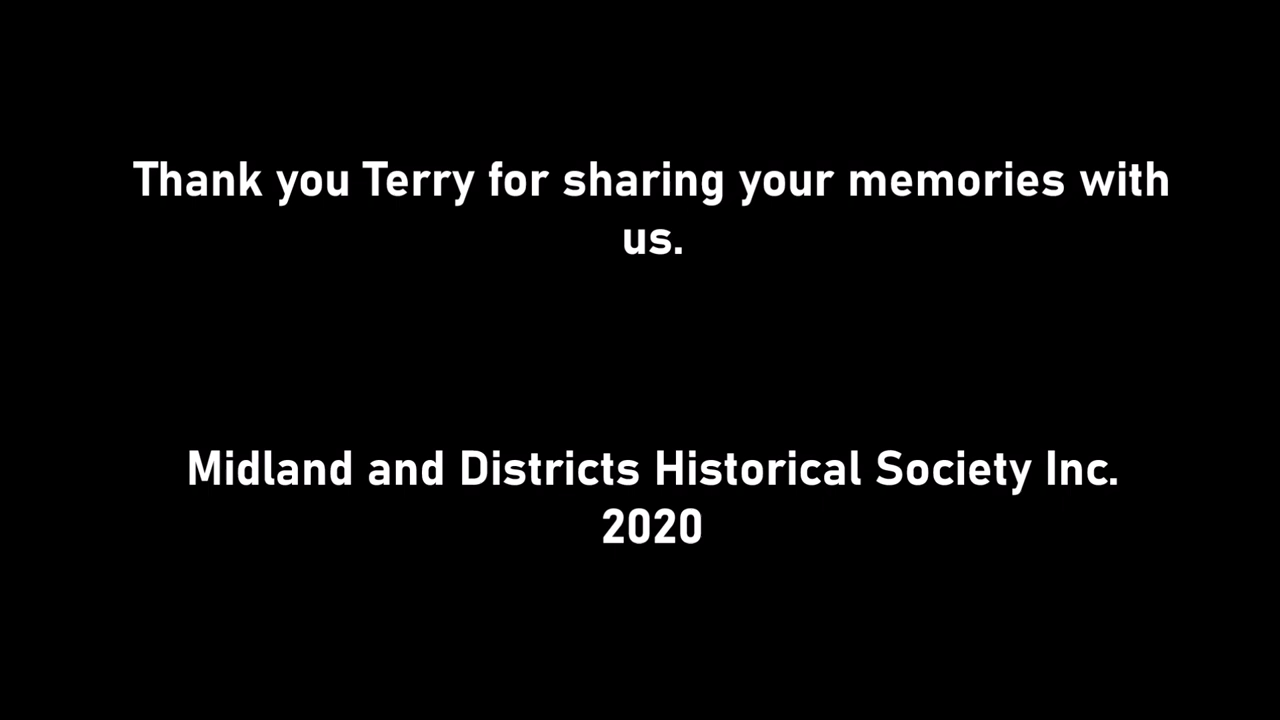 Thank you Terry for sharing your memories with
us.
Midland and Districts Historical Society Inc.
2020